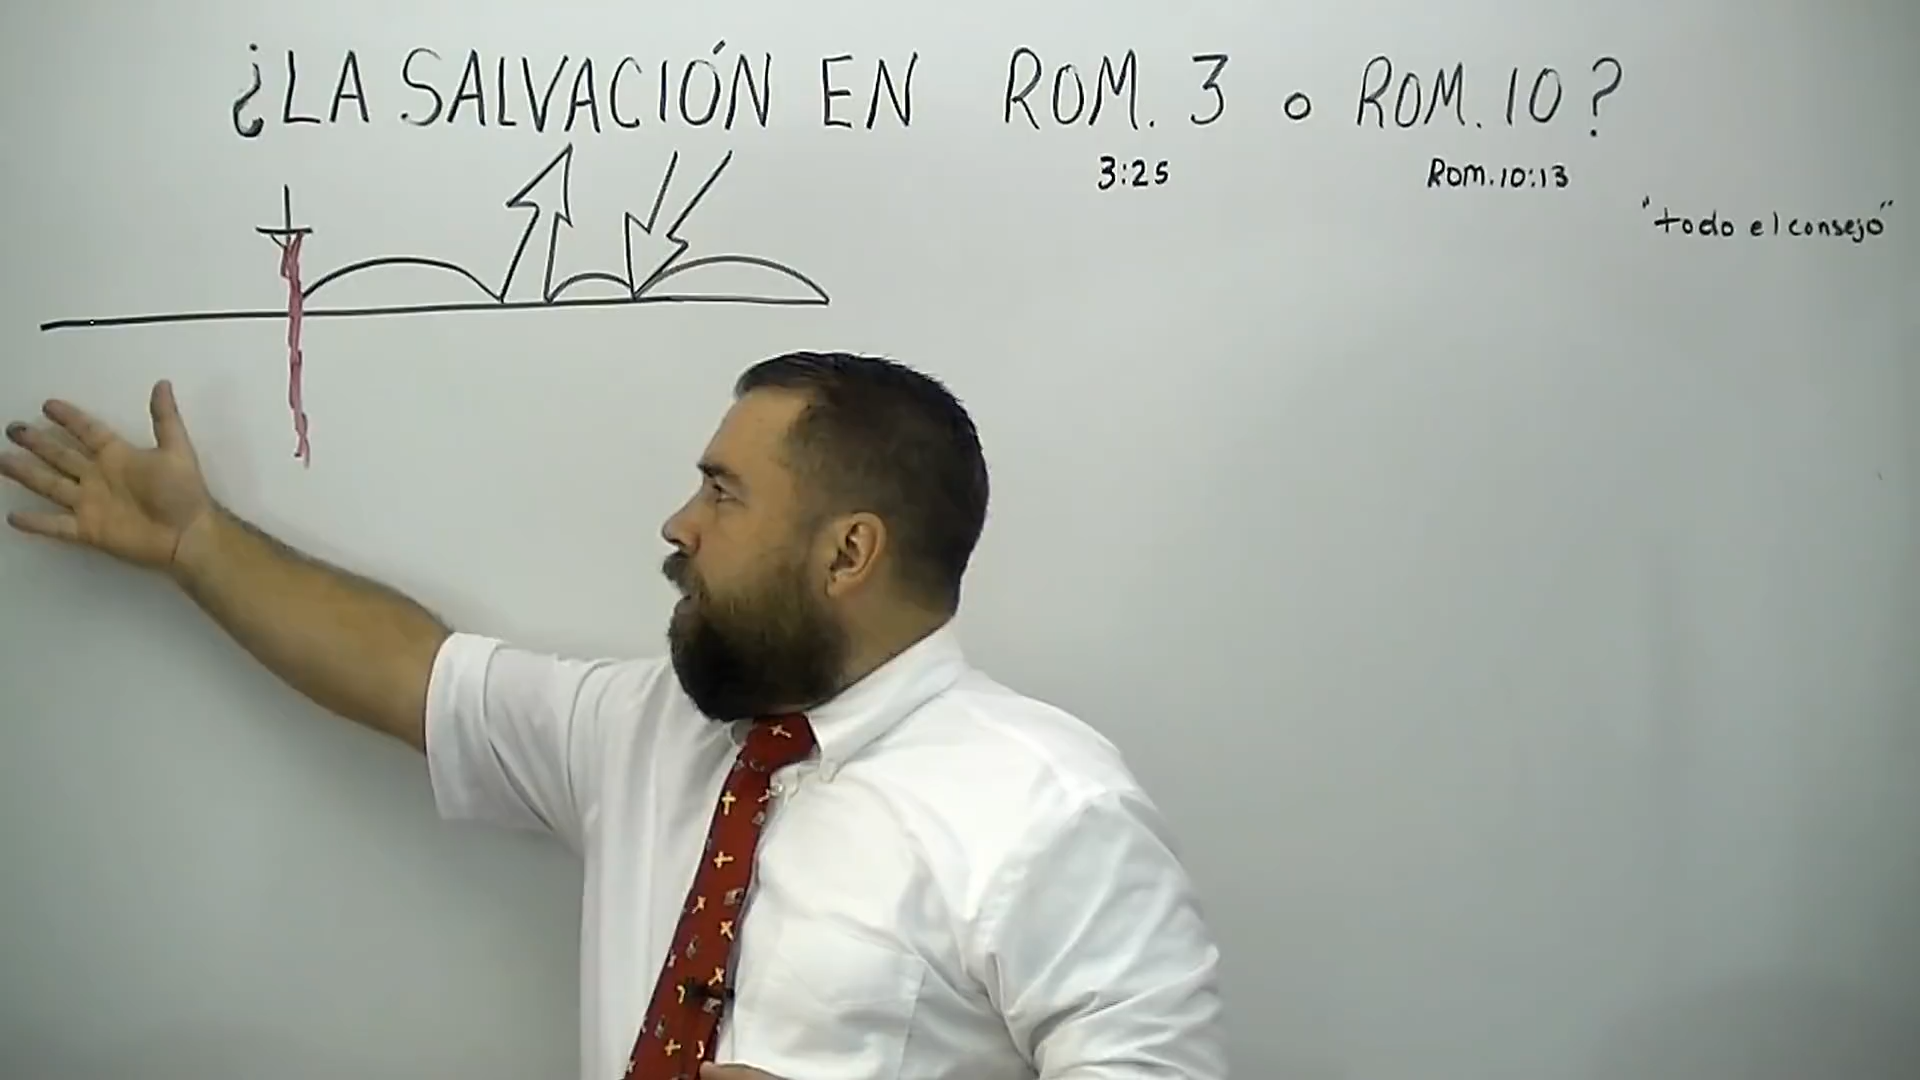 ¿LA SALVACIÓN EN ROM. 3 o ROM. 10?
3:25
Rom. 10:13
"todo el consejo"